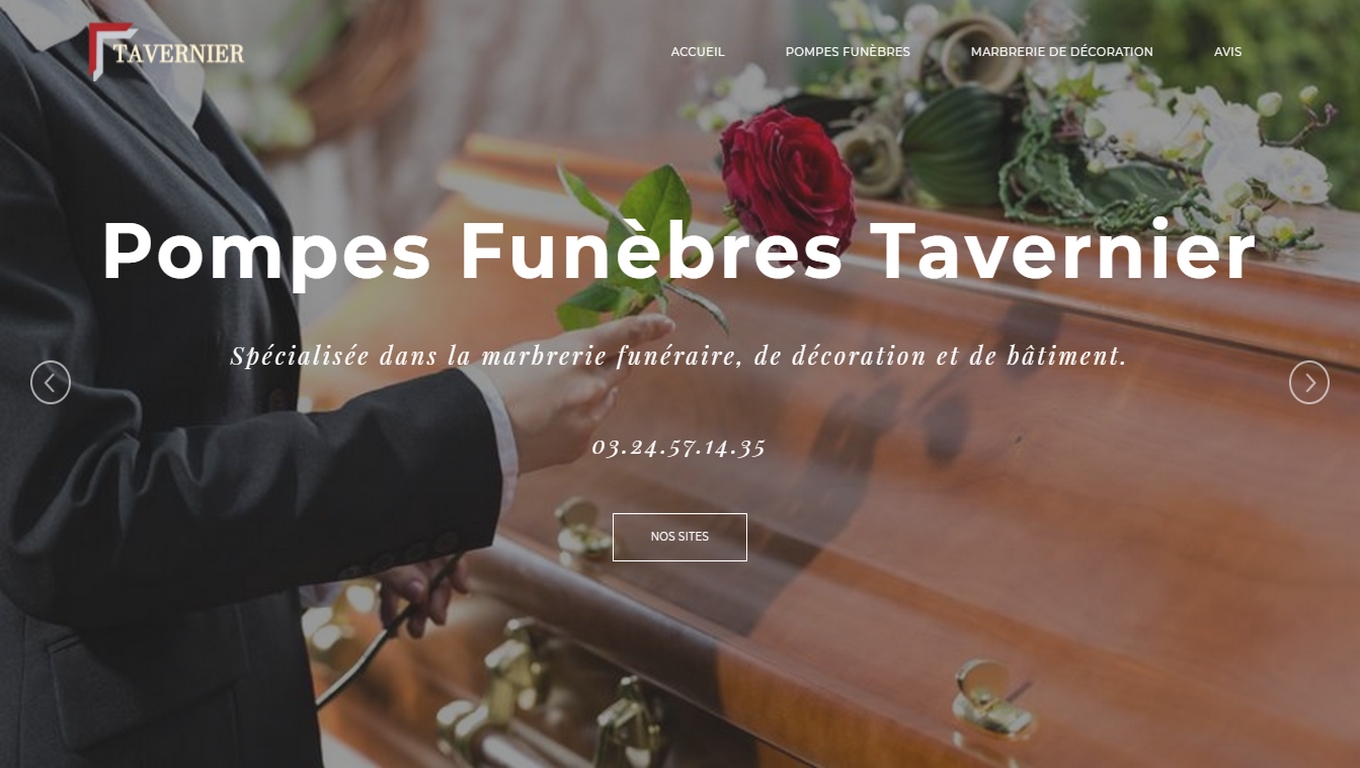 TAVERNIER
ACCUEIL POMPES FUNÈBRES MARBRERIE DE DÉCORATION AVIS
Pompes Funèbres Tavernier
Spécialisée dans la marbrerie funéraire, de décoration et de bâtiment.
03.24.57.14.35
NOS SITES